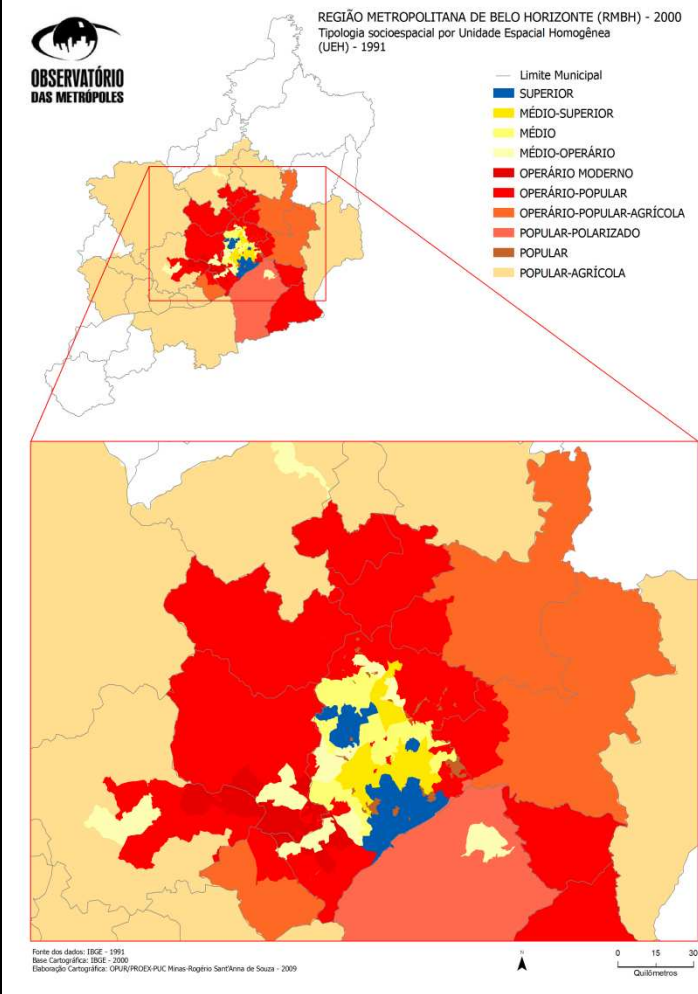 OBSERVATÓRIO
DAS METRÓPOLES
REGIÃO METROPOLITANA DE BELO HORIZONTE (RMBH) - 2000
Tipologia socioespacial por Unidade Espacial Homogênea
(UEH) - 1991
Limite Municipal
SUPERIOR
MÉDIO-SUPERIOR
MÉDIO
MÉDIO-OPERÁRIO
OPERÁRIO MODERNO
OPERÁRIO-POPULAR
OPERÁRIO-POPULAR-AGRÍCOLA
POPULAR-POLARIZADO
POPULAR
POPULAR-AGRÍCOLA
Fonte dos dados: IBGE - 1991
Base Cartográfica: IBGE - 2000
Elaboração Cartográfica: OPUR/PROEX-PUC Minas-Rogério Sant'Anna de Souza - 2009
N
0 15 30
Quilômetros